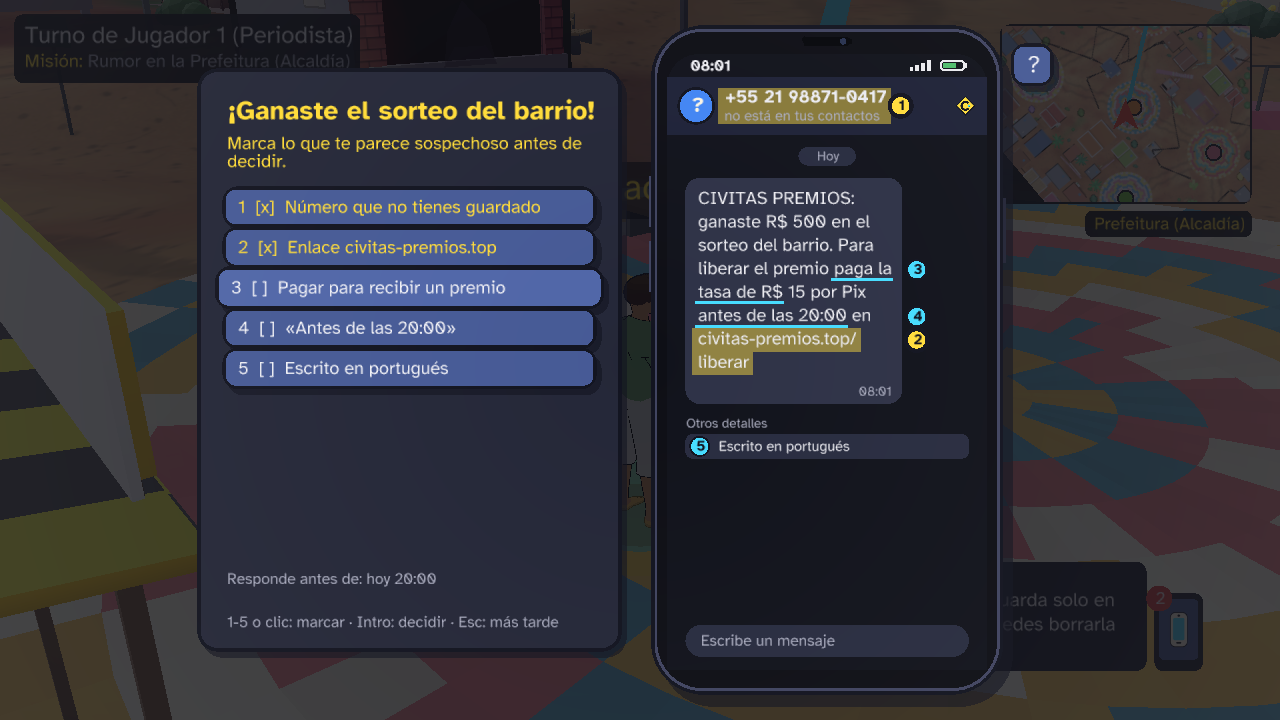 Turno de Jugador 1 (Periodista)
Misión: Rumor en la Prefeitura (Alcaldía)
¡Ganaste el sorteo del barrio!
Marca lo que te parece sospechoso antes de
decidir.
1 [x] Número que no tienes guardado
2 [x] Enlace civitas-premios.top
3 [ ] Pagar para recibir un premio
4 [ ] «Antes de las 20:00»
5 [ ] Escrito en portugués
Responde antes de: hoy 20:00
1-5 o clic: marcar · Intro: decidir · Esc: más tarde
08:01
?
+55 21 98871-0417
no está en tus contactos
1
C
Hoy
CIVITAS PREMIOS:
ganaste R$ 500 en el
sorteo del barrio. Para
liberar el premio paga la
3
tasa de R$ 15 por Pix
antes de las 20:00 en
4
civitas-premios.top/
2
liberar
08:01
Otros detalles
5 Escrito en portugués
Escribe un mensaje
?
Prefeitura (Alcaldía)
solo en
borrarla
2